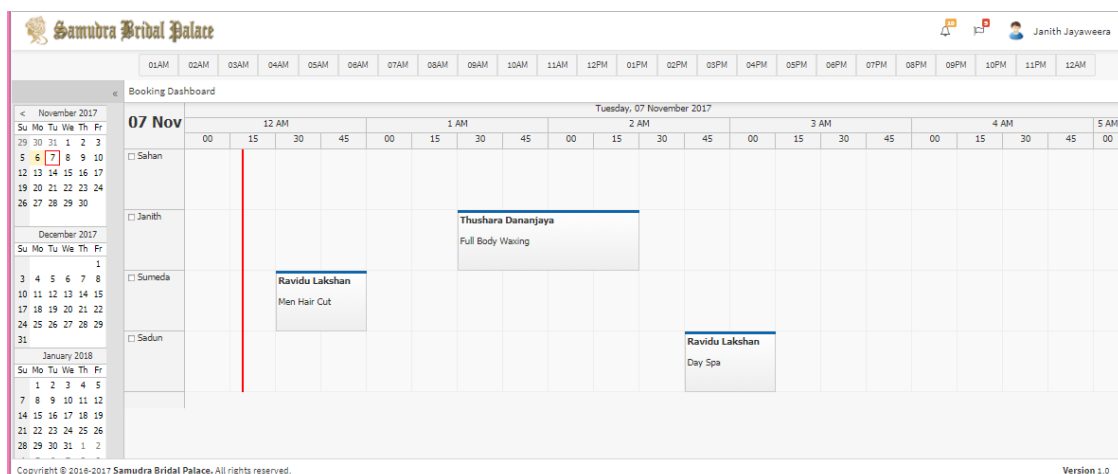 Samudra Bridal Palace
10
9
Janith Jayaweera
01AM 02AM 03AM 04AM 05AM 06AM 07AM 08AM 09AM 10AM 11AM 12PM 01PM 02PM 03PM 04PM 05PM 06PM 07PM 08PM 09PM 10PM 11PM 12AM
« Booking Dashboard
< November 2017
Su Mo Tu We Th Fr
29 30 31 1 2 3
5 6 7 8 9 10
12 13 14 15 16 17
19 20 21 22 23 24
26 27 28 29 30
December 2017
Su Mo Tu We Th Fr
1
3 4 5 6 7 8
10 11 12 13 14 15
17 18 19 20 21 22
24 25 26 27 28 29
31
January 2018
Su Mo Tu We Th Fr
1 2 3 4 5
7 8 9 10 11 12
14 15 16 17 18 19
21 22 23 24 25 26
28 29 30 31 1 2
07 Nov
Tuesday, 07 November 2017
12 AM 1 AM 2 AM 3 AM 4 AM 5 AM
00 15 30 45 00 15 30 45 00 15 30 45 00 15 30 45 00 15 30 45 00
Sahan
Janith
Thushara Dananjaya
Full Body Waxing
Sumeda
Ravidu Lakshan
Men Hair Cut
Sadun
Ravidu Lakshan
Day Spa
Copyright © 2016-2017 Samudra Bridal Palace. All rights reserved.
Version 1.0